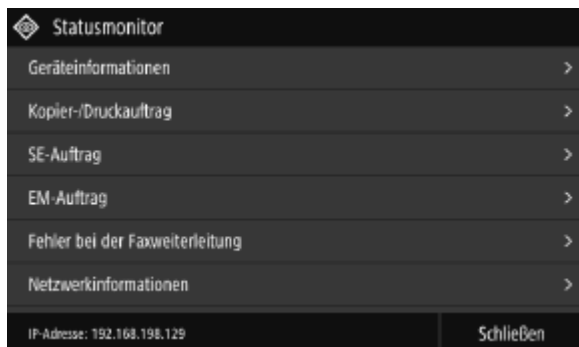 Statusmonitor
Geräteinformationen
Kopier-/Druckauftrag
SE-Auftrag
EM-Auftrag
Fehler bei der Faxweiterleitung
Netzwerkinformationen
IP-Adresse: 192.168.198.129 Schließen